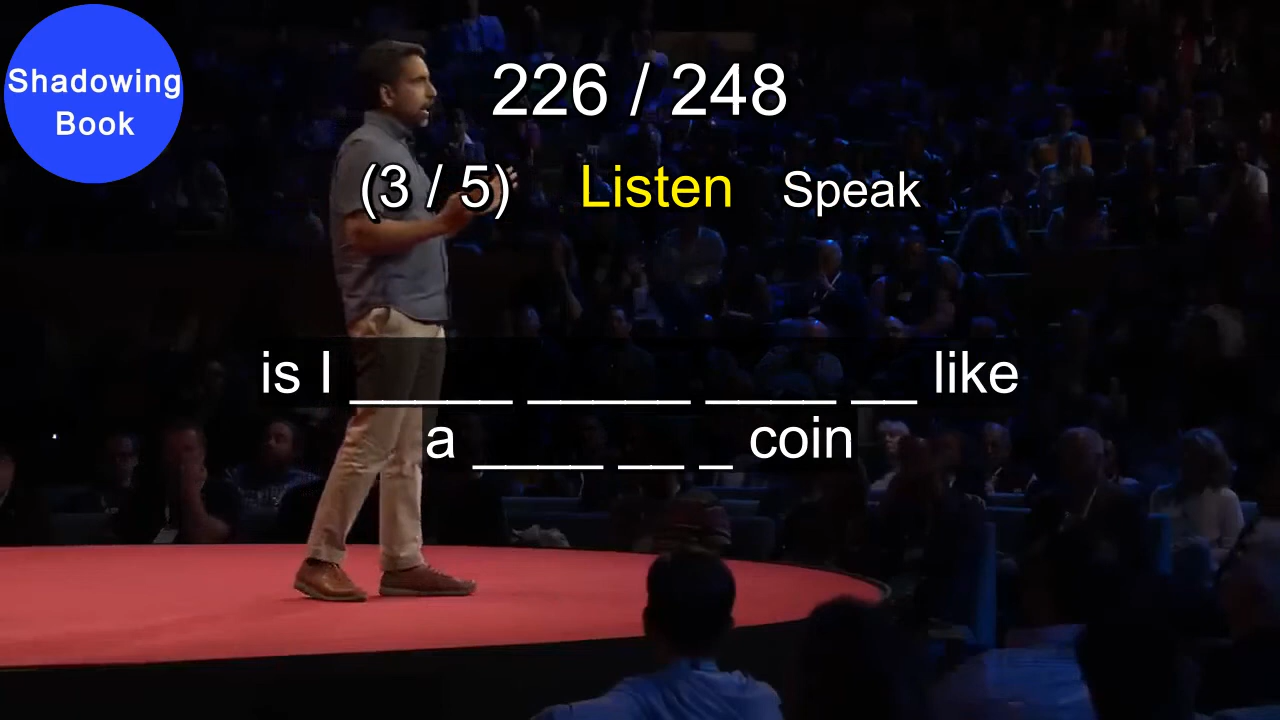 Shadowing
Book
226 / 248
(3 / 5) Listen Speak
is I _____ _____ ____ __ like
a ____ __ _ coin